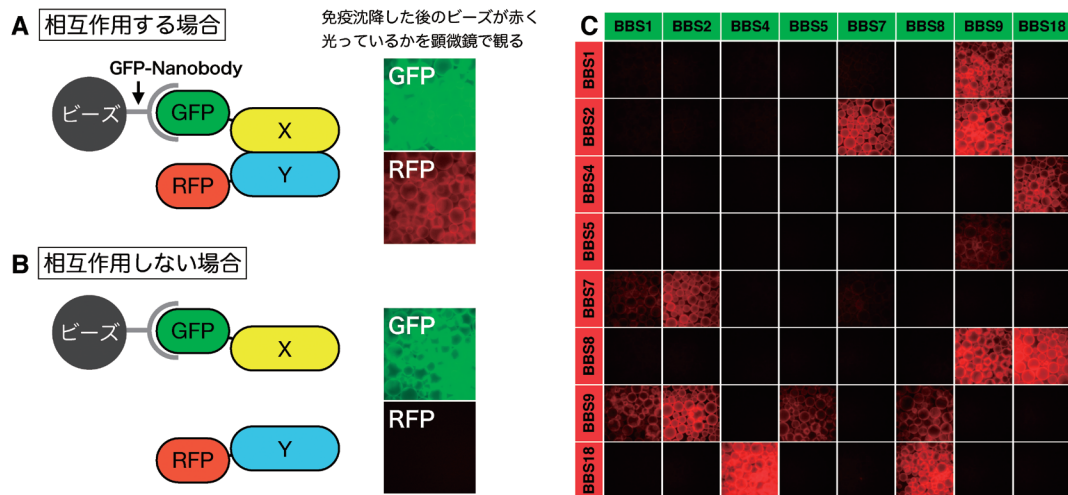 A 相互作用する場合
免疫沈降した後のビーズが赤く
光っているかを顕微鏡で観る
GFP-Nanobody
ビーズ
GFP
X
RFP
Y
GFP
RFP
B 相互作用しない場合
ビーズ
GFP
X
RFP
Y
GFP
RFP
C
BBS1 BBS2 BBS4 BBS5 BBS7 BBS8 BBS9 BBS18
BBS1
BBS2
BBS4
BBS5
BBS7
BBS8
BBS9
BBS18